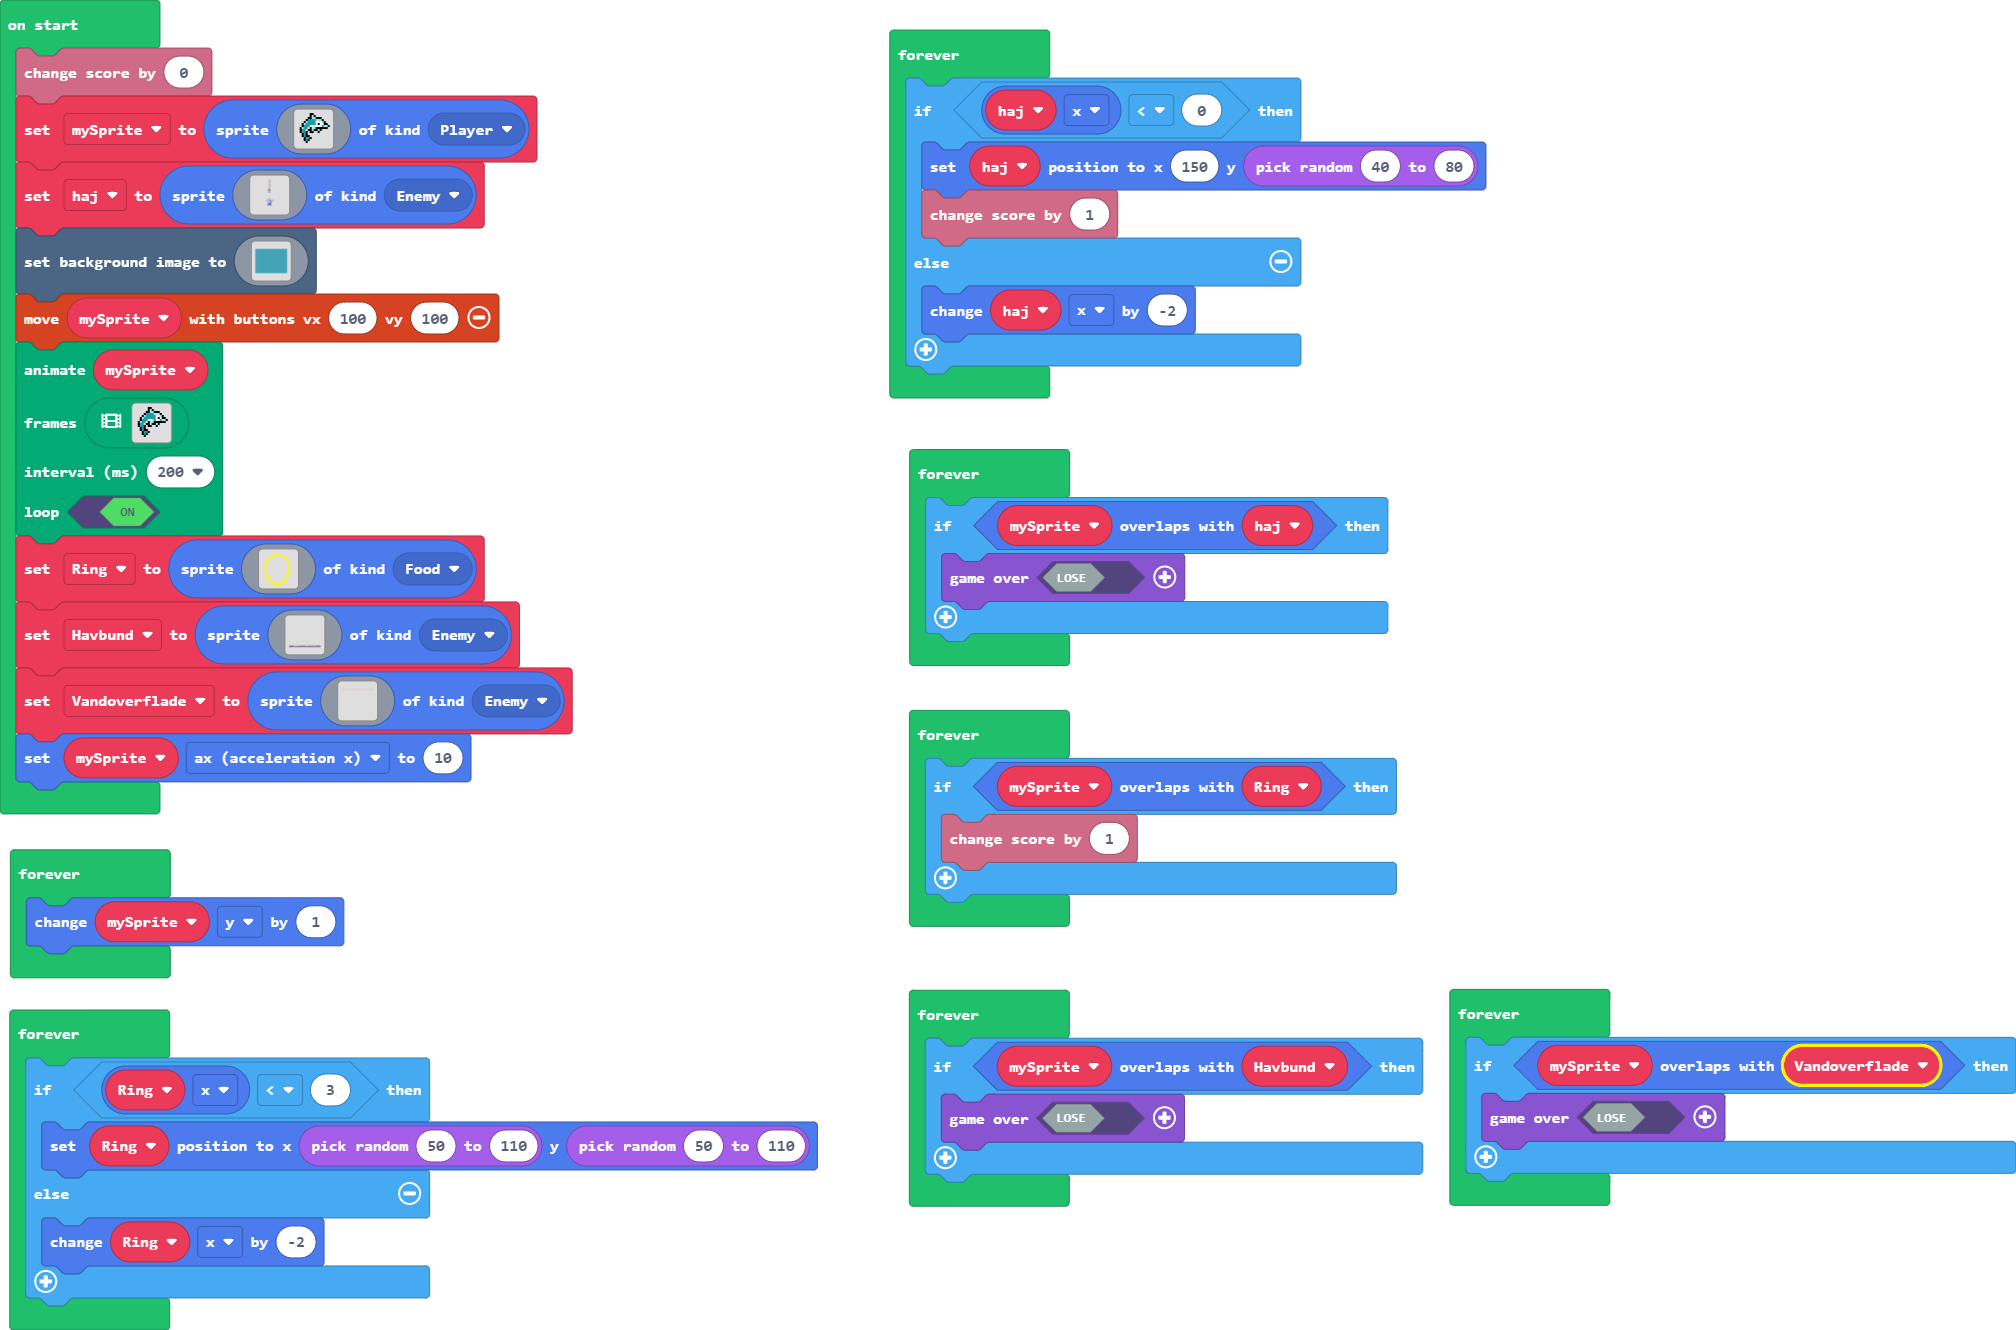 on start
change score by 0
set mySprite to sprite of kind Player
set haj to sprite of kind Enemy
set background image to
move mySprite with buttons vx 100 vy 100
animate mySprite
frames
interval (ms) 200
loop ON
set Ring to sprite of kind Food
set Havbund to sprite of kind Enemy
set Vandoverflade to sprite of kind Enemy
set mySprite ax (acceleration x) to 10
forever
change mySprite y by 1
forever
if Ring x < 3 then
set Ring position to x pick random 50 to 110 y pick random 50 to 110
else
change Ring x by -2
forever
if haj x < 0 then
set haj position to x 150 y pick random 40 to 80
change score by 1
else
change haj x by -2
forever
if mySprite overlaps with haj then
game over LOSE
forever
if mySprite overlaps with Ring then
change score by 1
forever
if mySprite overlaps with Havbund then
game over LOSE
forever
if mySprite overlaps with Vandoverflade then
game over LOSE